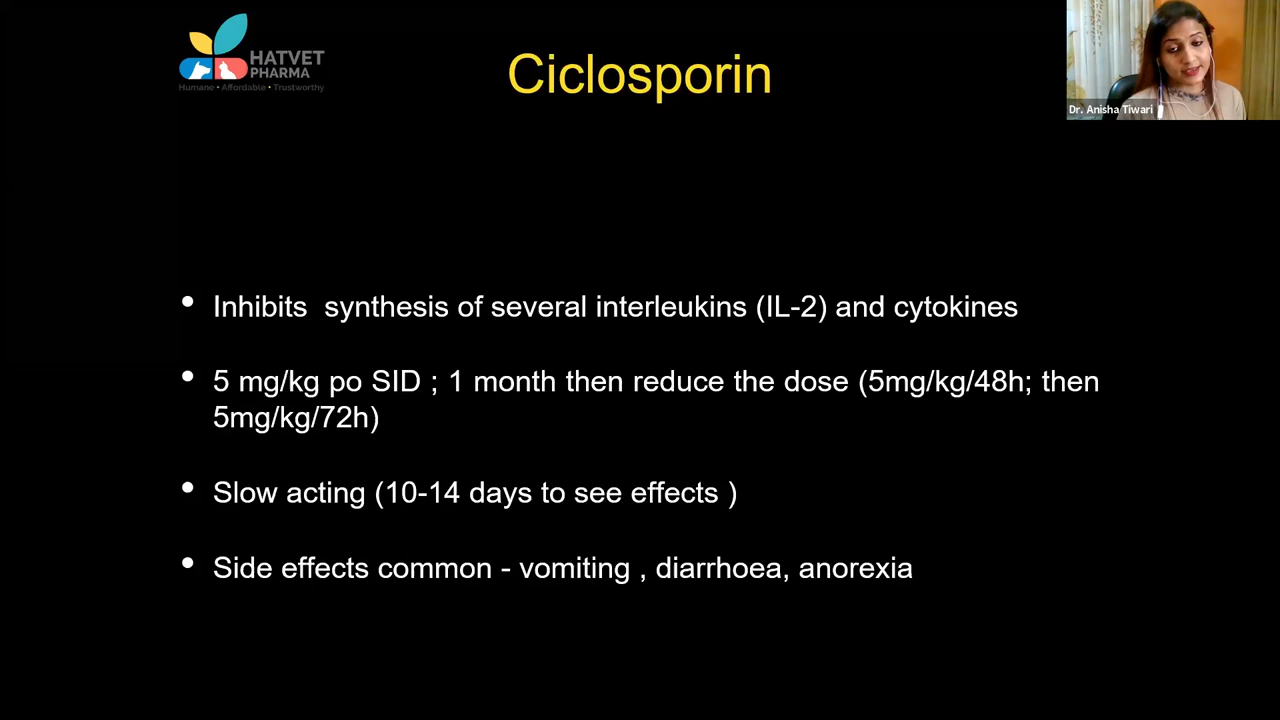 HATVET
PHARMA
Humane • Affordable • Trustworthy
Ciclosporin
Dr. Anisha Tiwari
• Inhibits synthesis of several interleukins (IL-2) and cytokines
• 5 mg/kg po SID ; 1 month then reduce the dose (5mg/kg/48h; then
5mg/kg/72h)
• Slow acting (10-14 days to see effects )
• Side effects common - vomiting , diarrhoea, anorexia